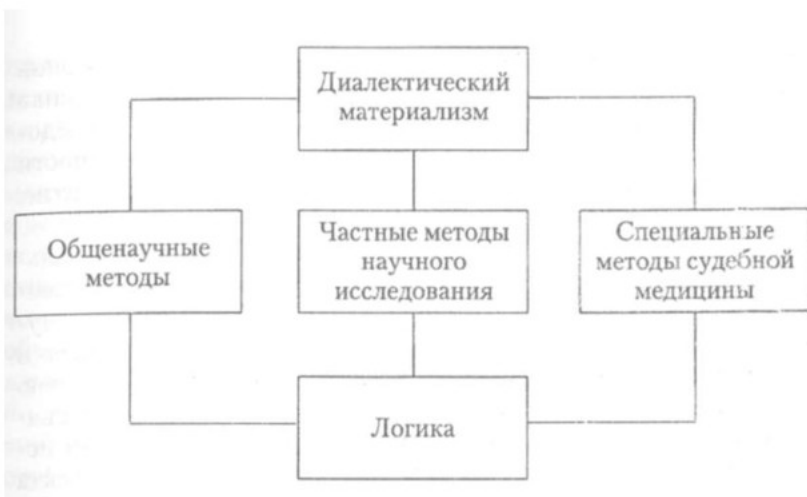 Диалектический
материализм
Общенаучные
методы
Частные методы
научного
исследования
Специальные
методы судебной
медицины
Логика